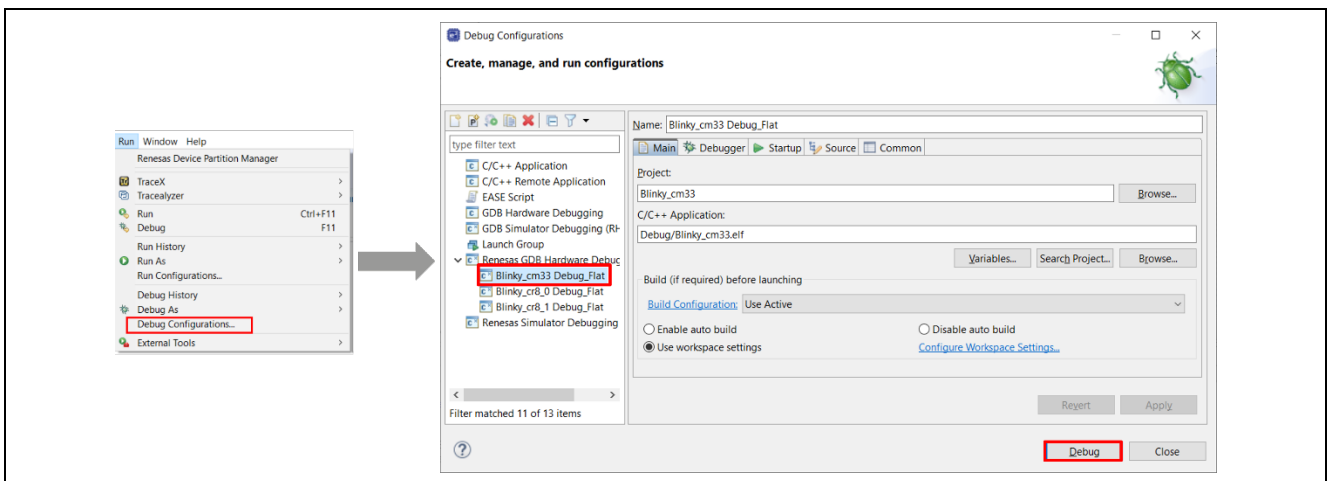 Run Window Help
Renesas Device Partition Manager
TraceX
Tracealyzer
Run Ctrl+F11
Debug F11
Run History
Run As
Run Configurations...
Debug History
Debug As
Debug Configurations...
External Tools
Debug Configurations
Create, manage, and run configurations
type filter text
C/C++ Application
C/C++ Remote Application
EASE Script
GDB Hardware Debugging
GDB Simulator Debugging (RH
Launch Group
Renesas GDB Hardware Debug
Blinky_cm33 Debug_Flat
Blinky_cr8_0 Debug_Flat
Blinky_cr8_1 Debug_Flat
Renesas Simulator Debugging
Filter matched 11 of 13 items
Name: Blinky_cm33 Debug_Flat
Main Debugger Startup Source Common
Project:
Blinky_cm33 Browse...
C/C++ Application:
Debug/Blinky_cm33.elf
Variables... Search Project... Browse...
Build (if required) before launching
Build Configuration: Use Active
Enable auto build Disable auto build
Use workspace settings Configure Workspace Settings...
Revert Apply
Debug Close